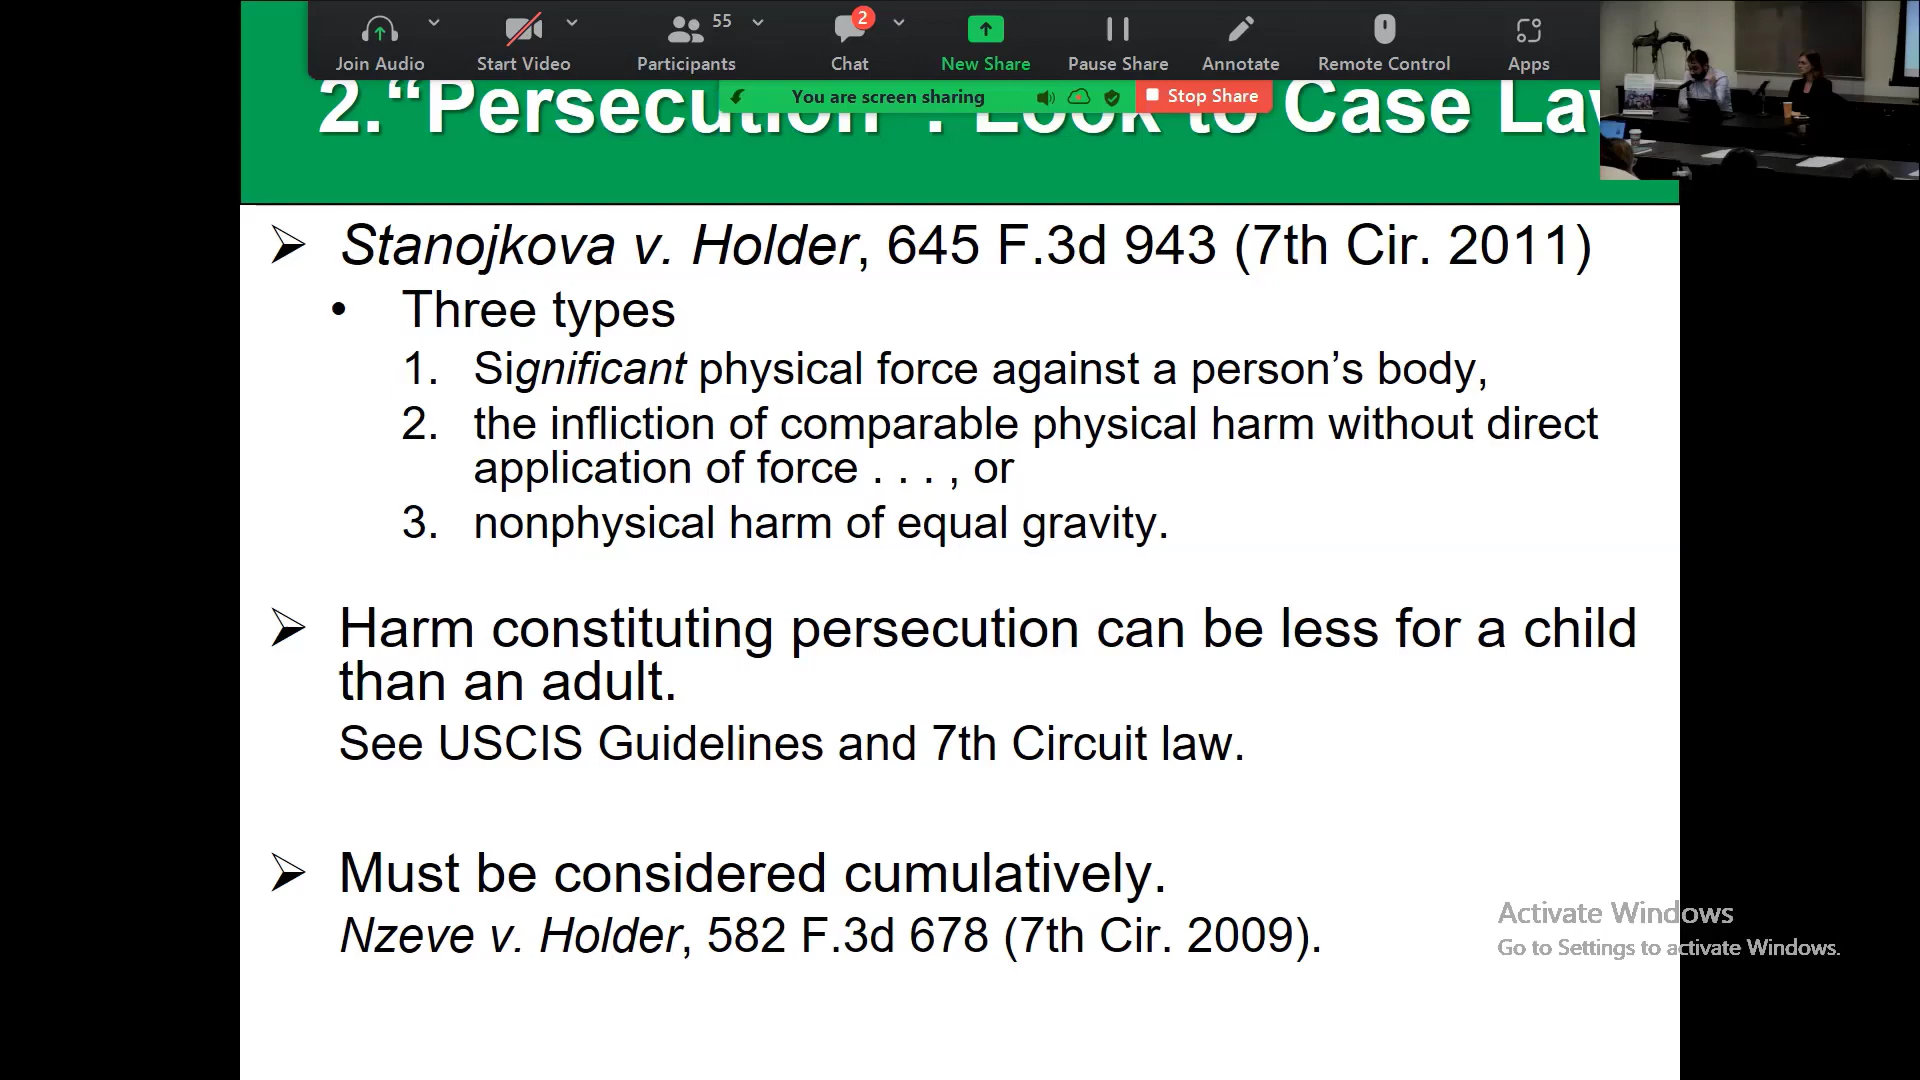 55
2
Join Audio
Start Video
Participants
Chat
New Share
Pause Share
Annotate
Remote Control
Apps
You are screen sharing
Stop Share
2.“Persecution”: Look to Case Law
➢ Stanojkova v. Holder, 645 F.3d 943 (7th Cir. 2011)
• Three types
1. Significant physical force against a person’s body,
2. the infliction of comparable physical harm without direct
application of force . . . , or
3. nonphysical harm of equal gravity.
➢ Harm constituting persecution can be less for a child
than an adult.
See USCIS Guidelines and 7th Circuit law.
➢ Must be considered cumulatively.
Nzeve v. Holder, 582 F.3d 678 (7th Cir. 2009).
Activate Windows
Go to Settings to activate Windows.